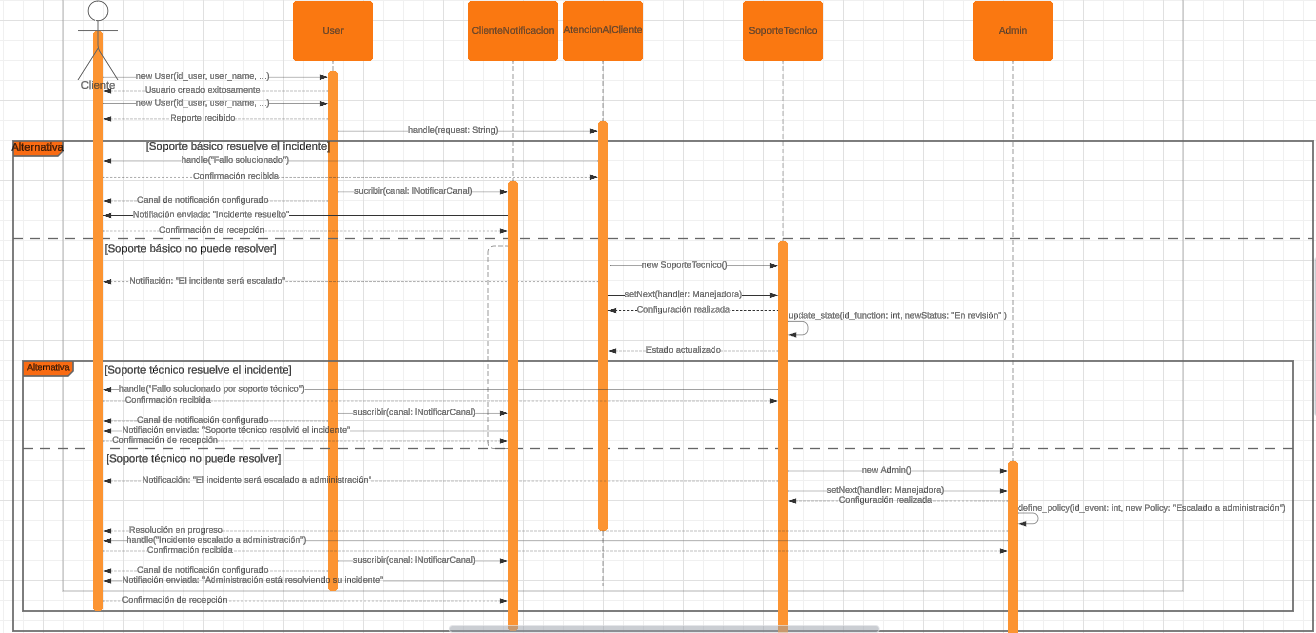 User
ClienteNotificacion
AtencionAlCliente
SoporteTecnico
Admin
Cliente
new User(id_user, user_name, ...)
Usuario creado exitosamente
new User(id_user, user_name, ...)
Reporte recibido
handle(request: String)
Alternativa
[Soporte básico resuelve el incidente]
handle("Fallo solucionado")
Confirmación recibida
sucribir(canal: INotificarCanal)
Canal de notificación configurado
Notifiación enviada: "Incidente resuelto"
Confirmación de recepción
[Soporte básico no puede resolver]
new SoporteTecnico()
Notifiación: "El incidente será escalado"
setNext(handler: Manejadora)
Configuración realizada
update_state(id_function: int, newStatus: "En revisión" )
Estado actualizado
Alternativa
[Soporte técnico resuelve el incidente]
handle("Fallo solucionado por soporte técnico")
Confirmación recibida
suscribir(canal: INotificarCanal)
Canal de notificación configurado
Notifiación enviada: "Soporte técnico resolvió el incidente"
Confirmación de recepción
[Soporte técnico no puede resolver]
new Admin()
Notificación: "El incidente será escalado a administración"
setNext(handler: Manejadora)
Configuración realizada
define_policy(id_event: int, new Policy: "Escalado a administración")
Resolución en progreso
handle("Incidente escalado a administración")
Confirmación recibida
suscribir(canal: INotificarCanal)
Canal de notificación configurado
Notifiación enviada: "Administración está resolviendo su incidente"
Confirmación de recepción